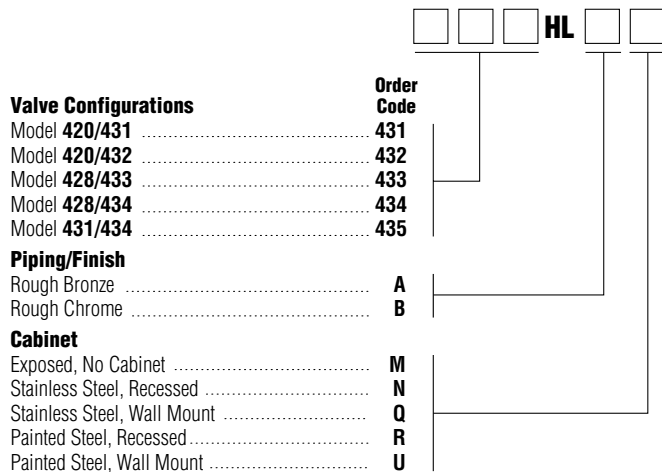 HL
Valve Configurations Order Code
Model 420/431 431
Model 420/432 432
Model 428/433 433
Model 428/434 434
Model 431/434 435
Piping/Finish
Rough Bronze A
Rough Chrome B
Cabinet
Exposed, No Cabinet M
Stainless Steel, Recessed N
Stainless Steel, Wall Mount Q
Painted Steel, Recessed R
Painted Steel, Wall Mount U